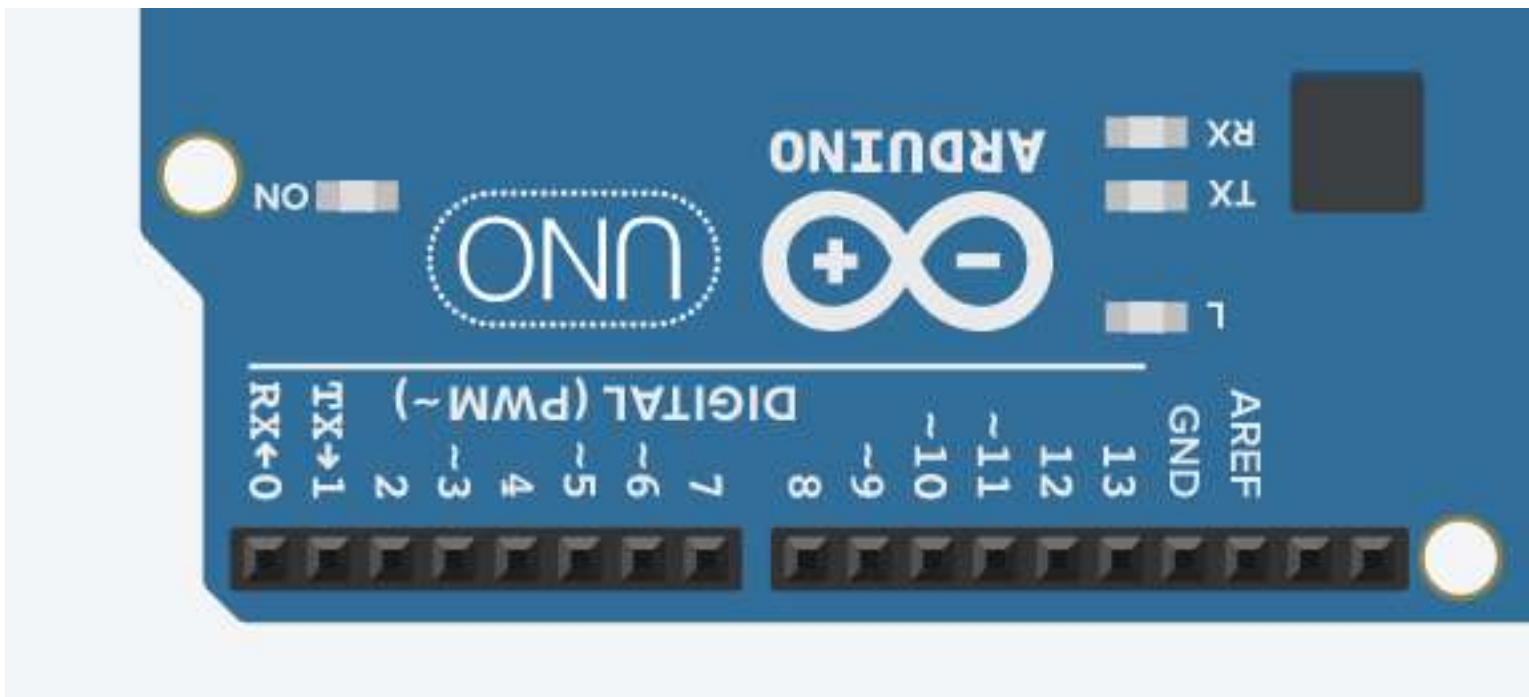 ARDUINO
RX
TX
ON
UNO
+ -
L
DIGITAL (PWM~)
RX←0
TX→1
2
~3
4
~5
~6
7
8
~9
~10
~11
12
13
GND
AREF